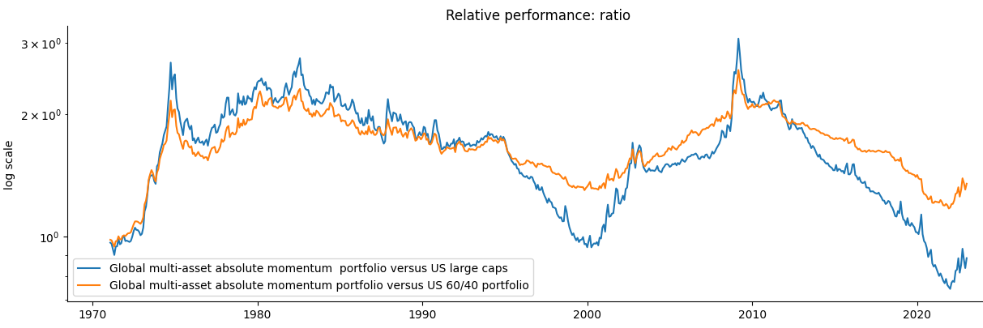 Relative performance: ratio
3 × 10⁰
2 × 10⁰
10⁰
log scale
Global multi-asset absolute momentum  portfolio versus US large caps
Global multi-asset absolute momentum portfolio versus US 60/40 portfolio
1970 1980 1990 2000 2010 2020